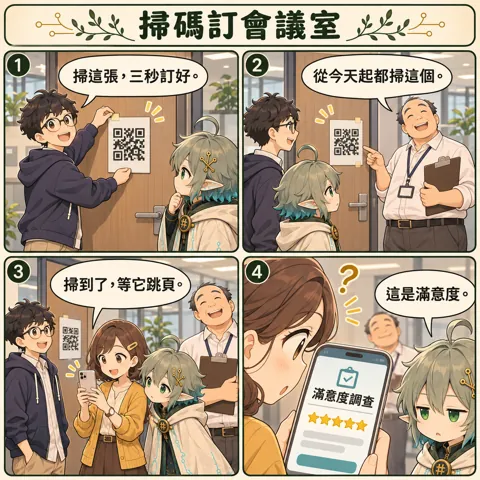 掃碼訂會議室
1
掃這張，三秒訂好。
2
從今天起都掃這個。
3
掃到了，等它跳頁。
4
?
這是滿意度。
滿意度調查
#